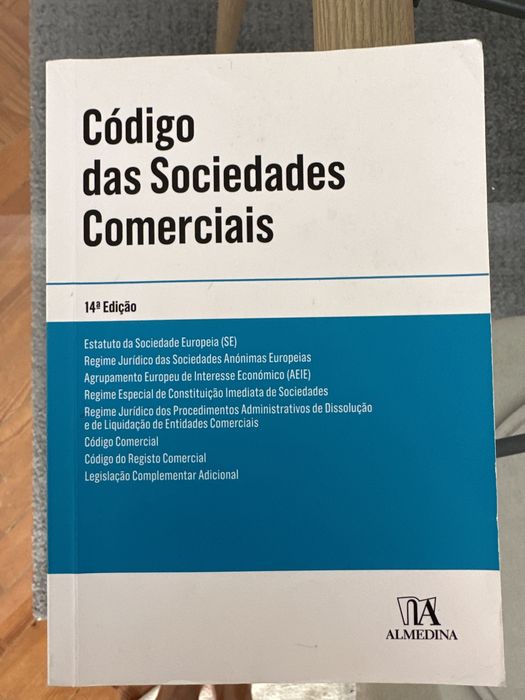 Código
das Sociedades
Comerciais
14ª Edição
Estatuto da Sociedade Europeia (SE)
Regime Jurídico das Sociedades Anónimas Europeias
Agrupamento Europeu de Interesse Económico (AEIE)
Regime Especial de Constituição Imediata de Sociedades
Regime Jurídico dos Procedimentos Administrativos de Dissolução
e de Liquidação de Entidades Comerciais
Código Comercial
Código do Registo Comercial
Legislação Complementar Adicional
ALMEDINA